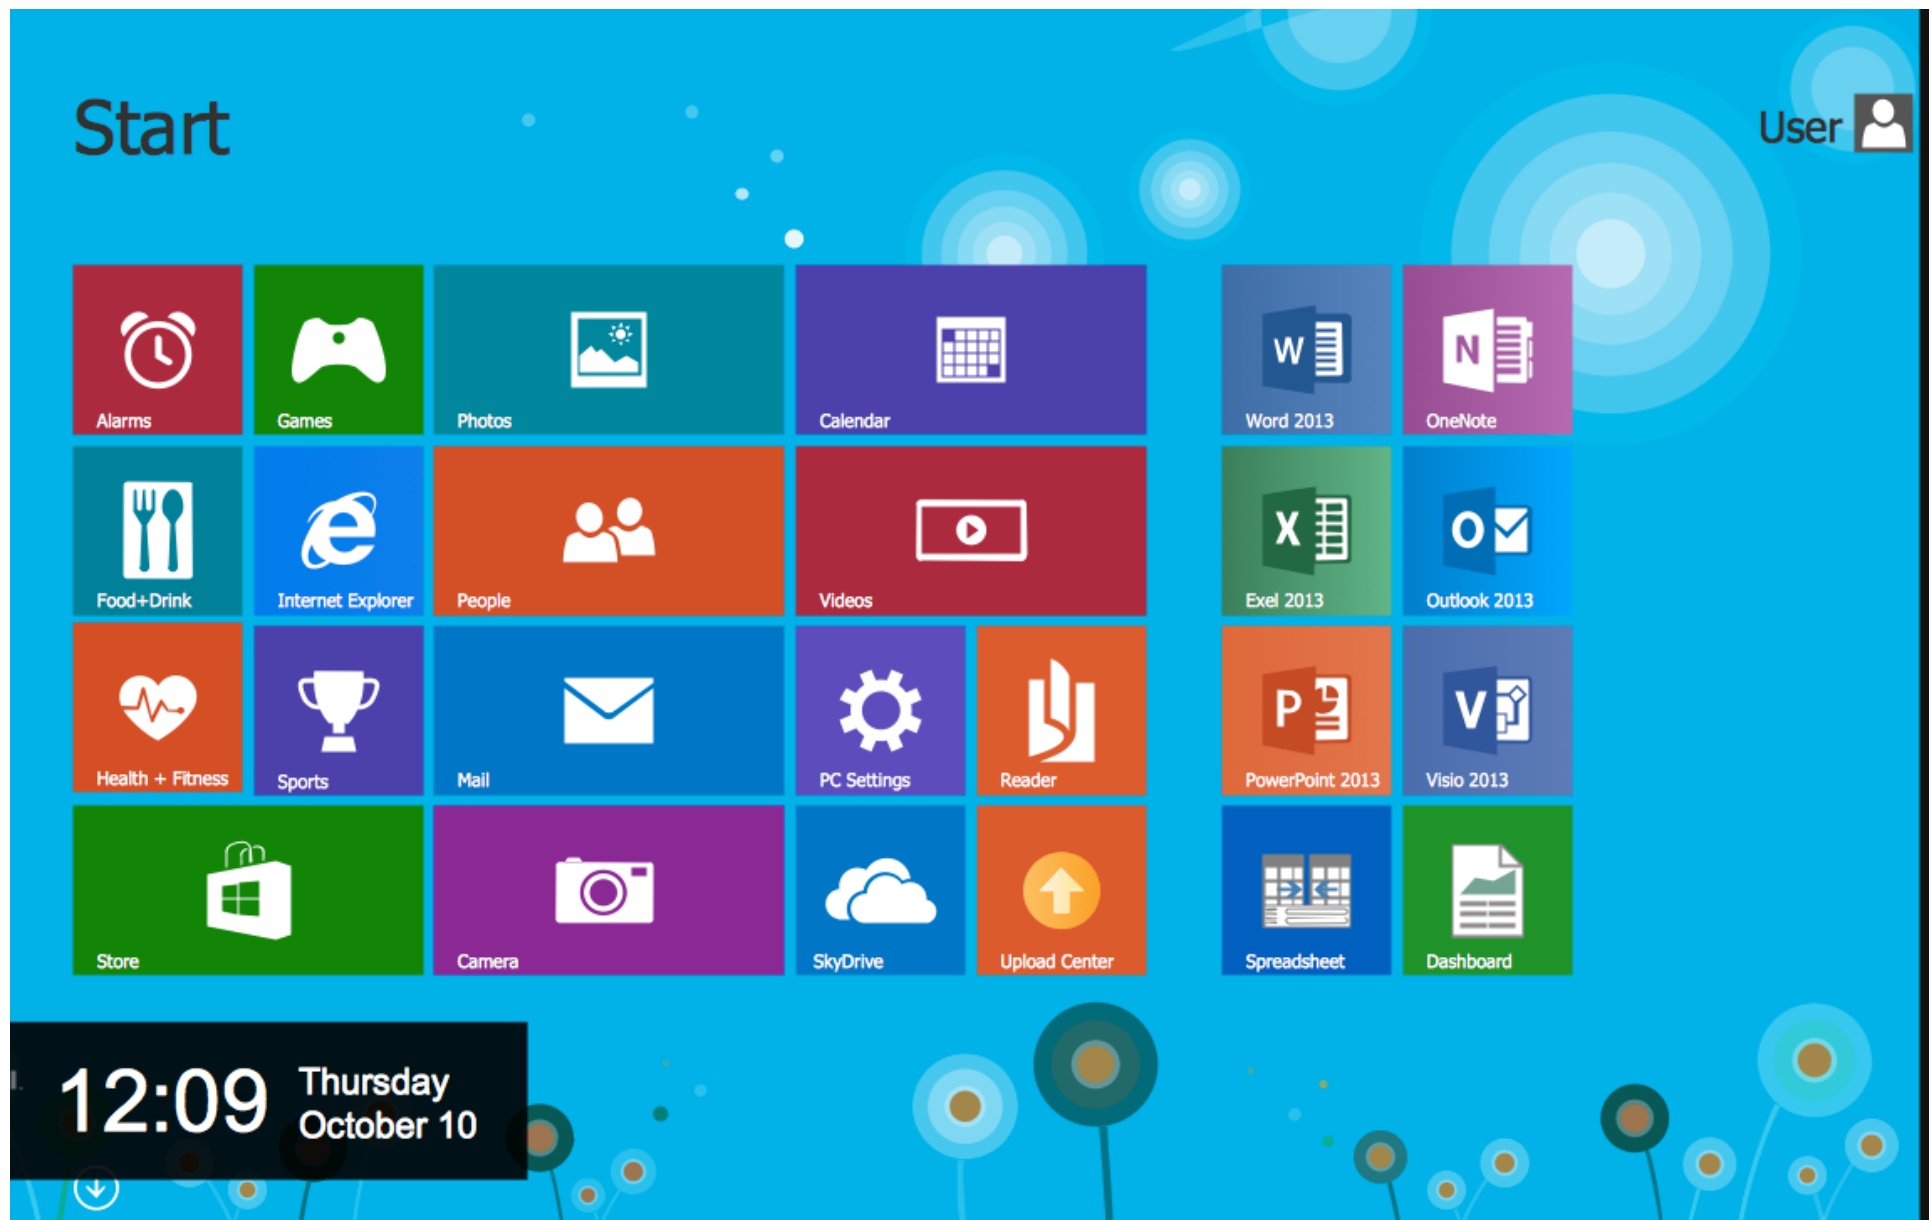 Start
User
Alarms
Games
Photos
Calendar
W
Word 2013
N
OneNote
Food+Drink
Internet Explorer
People
Videos
X
Exel 2013
O
Outlook 2013
Health + Fitness
Sports
Mail
PC Settings
Reader
P
PowerPoint 2013
V
Visio 2013
Store
Camera
SkyDrive
Upload Center
Spreadsheet
Dashboard
12:09
Thursday
October 10